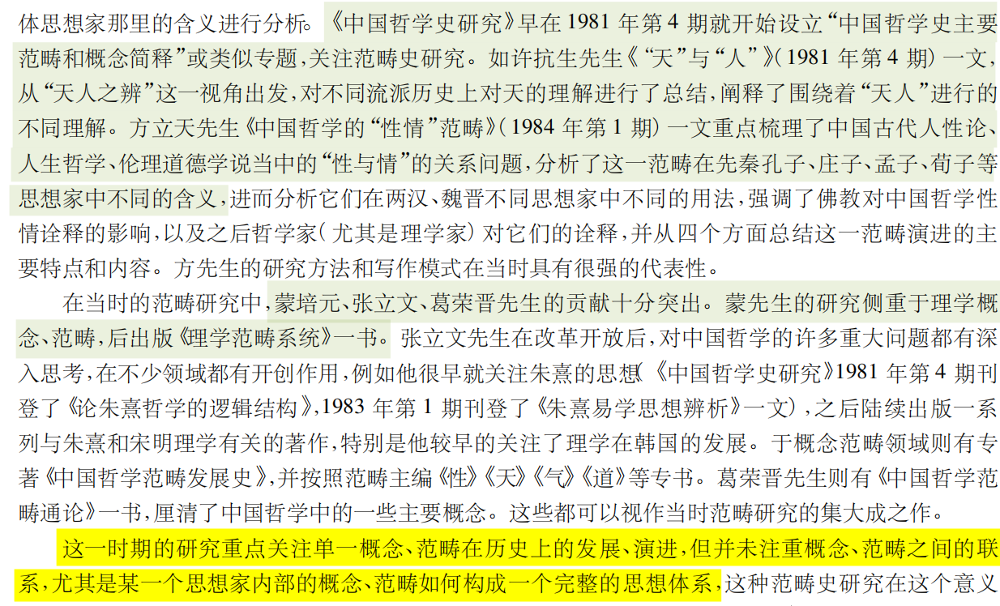 体思想家那里的含义进行分析。《中国哲学史研究》早在 1981 年第 4 期就开始设立“中国哲学史主要
范畴和概念简释”或类似专题,关注范畴史研究。如许抗生先生《“天”与“人”》(1981 年第 4 期) 一文,
从“天人之辨”这一视角出发,对不同流派历史上对天的理解进行了总结,阐释了围绕着“天人”进行的
不同理解。方立天先生《中国哲学的“性情”范畴》(1984 年第 1 期) 一文重点梳理了中国古代人性论、
人生哲学、伦理道德学说当中的“性与情”的关系问题,分析了这一范畴在先秦孔子、庄子、孟子、荀子等
思想家中不同的含义,进而分析它们在两汉、魏晋不同思想家中不同的用法,强调了佛教对中国哲学性
情诠释的影响,以及之后哲学家( 尤其是理学家) 对它们的诠释,并从四个方面总结这一范畴演进的主
要特点和内容。方先生的研究方法和写作模式在当时具有很强的代表性。
在当时的范畴研究中,蒙培元、张立文、葛荣晋先生的贡献十分突出。蒙先生的研究侧重于理学概
念、范畴,后出版《理学范畴系统》一书。张立文先生在改革开放后,对中国哲学的许多重大问题都有深
入思考,在不少领域都有开创作用,例如他很早就关注朱熹的思想( 《中国哲学史研究》1981 年第 4 期刊
登了《论朱熹哲学的逻辑结构》,1983 年第 1 期刊登了《朱熹易学思想辨析》一文) ,之后陆续出版一系
列与朱熹和宋明理学有关的著作,特别是他较早的关注了理学在韩国的发展。于概念范畴领域则有专
著《中国哲学范畴发展史》,并按照范畴主编《性》《天》《气》《道》等专书。葛荣晋先生则有《中国哲学范
畴通论》一书,厘清了中国哲学中的一些主要概念。这些都可以视作当时范畴研究的集大成之作。
这一时期的研究重点关注单一概念、范畴在历史上的发展、演进,但并未注重概念、范畴之间的联
系,尤其是某一个思想家内部的概念、范畴如何构成一个完整的思想体系,这种范畴史研究在这个意义